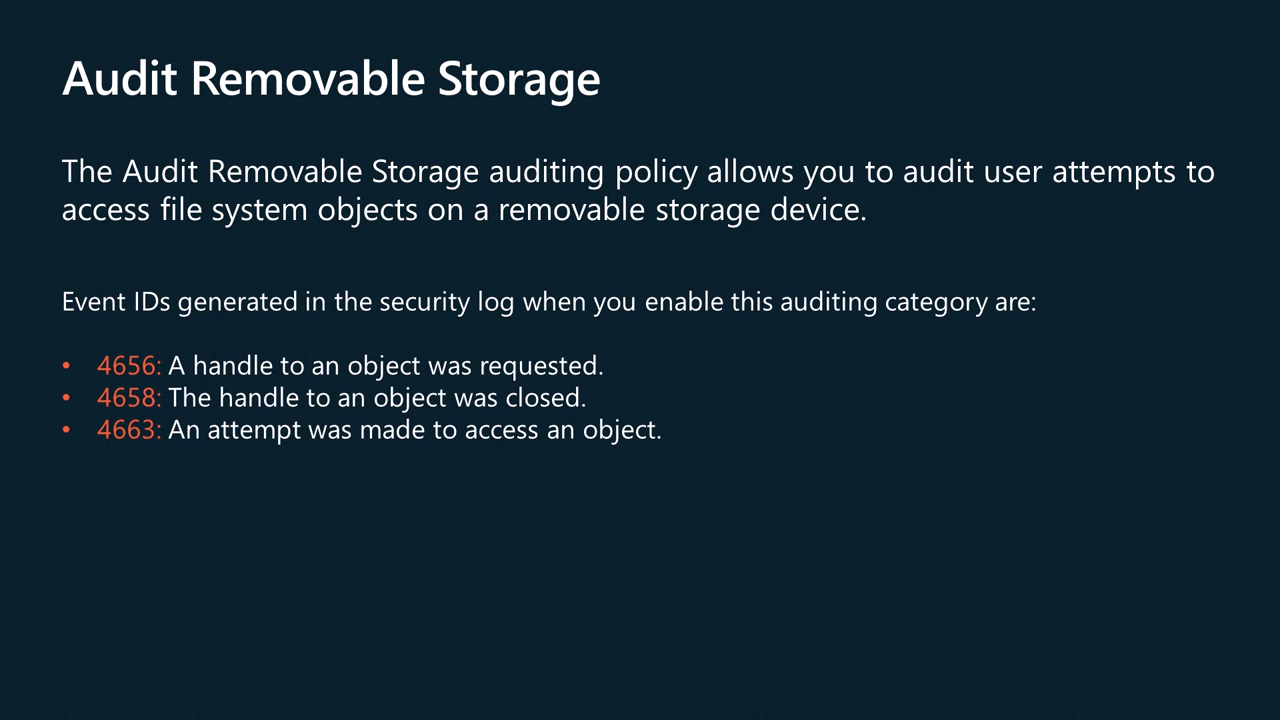 Audit Removable Storage
The Audit Removable Storage auditing policy allows you to audit user attempts to
access file system objects on a removable storage device.
Event IDs generated in the security log when you enable this auditing category are:
• 4656: A handle to an object was requested.
• 4658: The handle to an object was closed.
• 4663: An attempt was made to access an object.